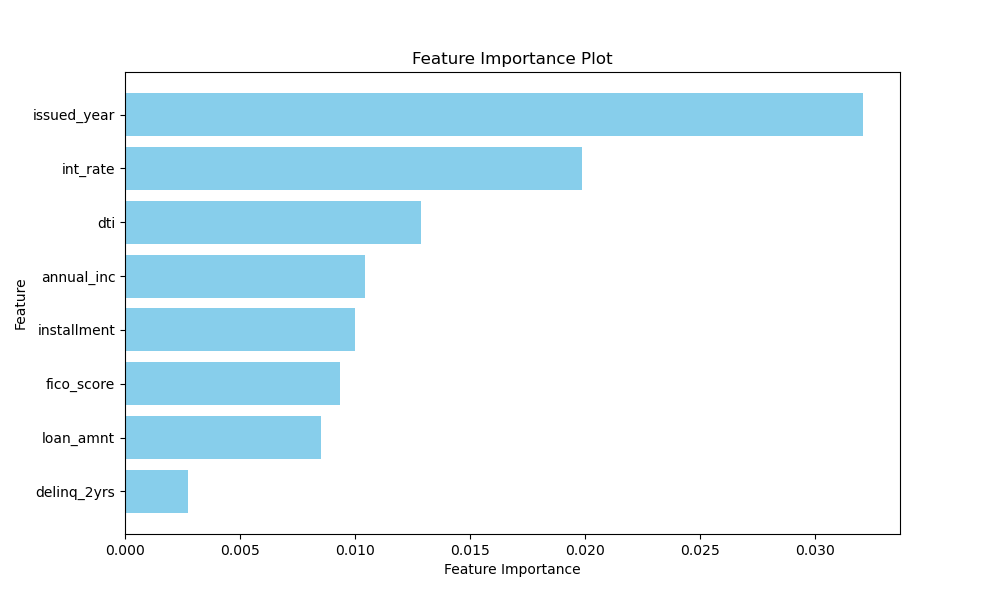 Feature Importance Plot
Feature
issued_year
int_rate
dti
annual_inc
installment
fico_score
loan_amnt
delinq_2yrs
0.000 0.005 0.010 0.015 0.020 0.025 0.030
Feature Importance